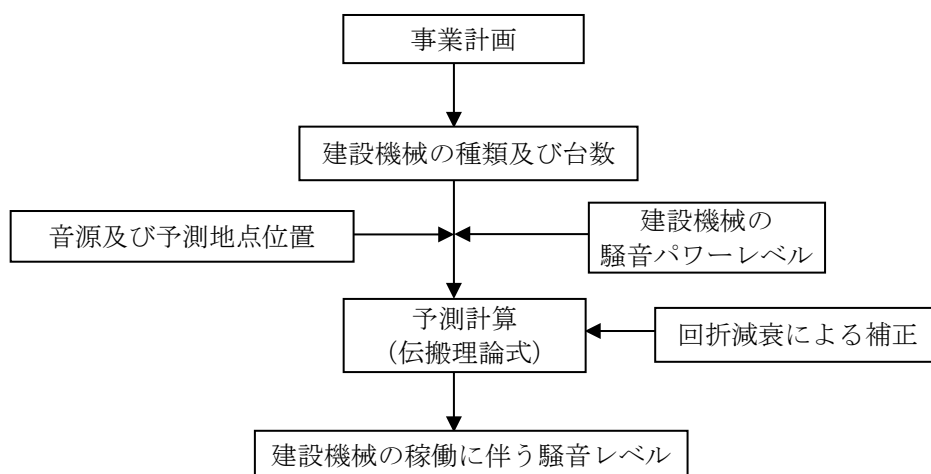 事業計画
建設機械の種類及び台数
音源及び予測地点位置
建設機械の
騒音パワーレベル
予測計算
（伝搬理論式）
回折減衰による補正
建設機械の稼働に伴う騒音レベル